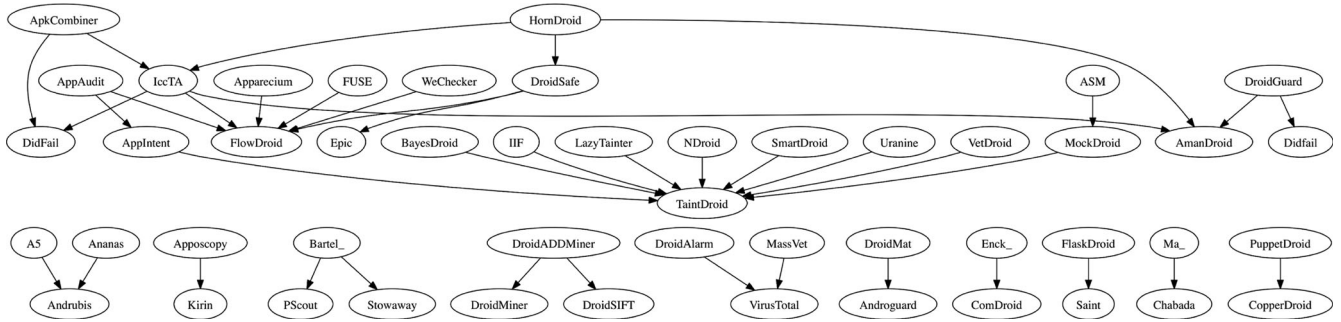 ApkCombiner HornDroid
AppAudit IccTA Apparecium FUSE WeChecker DroidSafe ASM DroidGuard
DidFail AppIntent FlowDroid Epic BayesDroid IIF LazyTainter NDroid SmartDroid Uranine VetDroid MockDroid AmanDroid Didfail
TaintDroid
A5 Ananas Apposcopy Bartel_ DroidADDMiner DroidAlarm MassVet DroidMat Enck_ FlaskDroid Ma_ PuppetDroid
Andrubis Kirin PScout Stowaway DroidMiner DroidSIFT VirusTotal Androguard ComDroid Saint Chabada CopperDroid